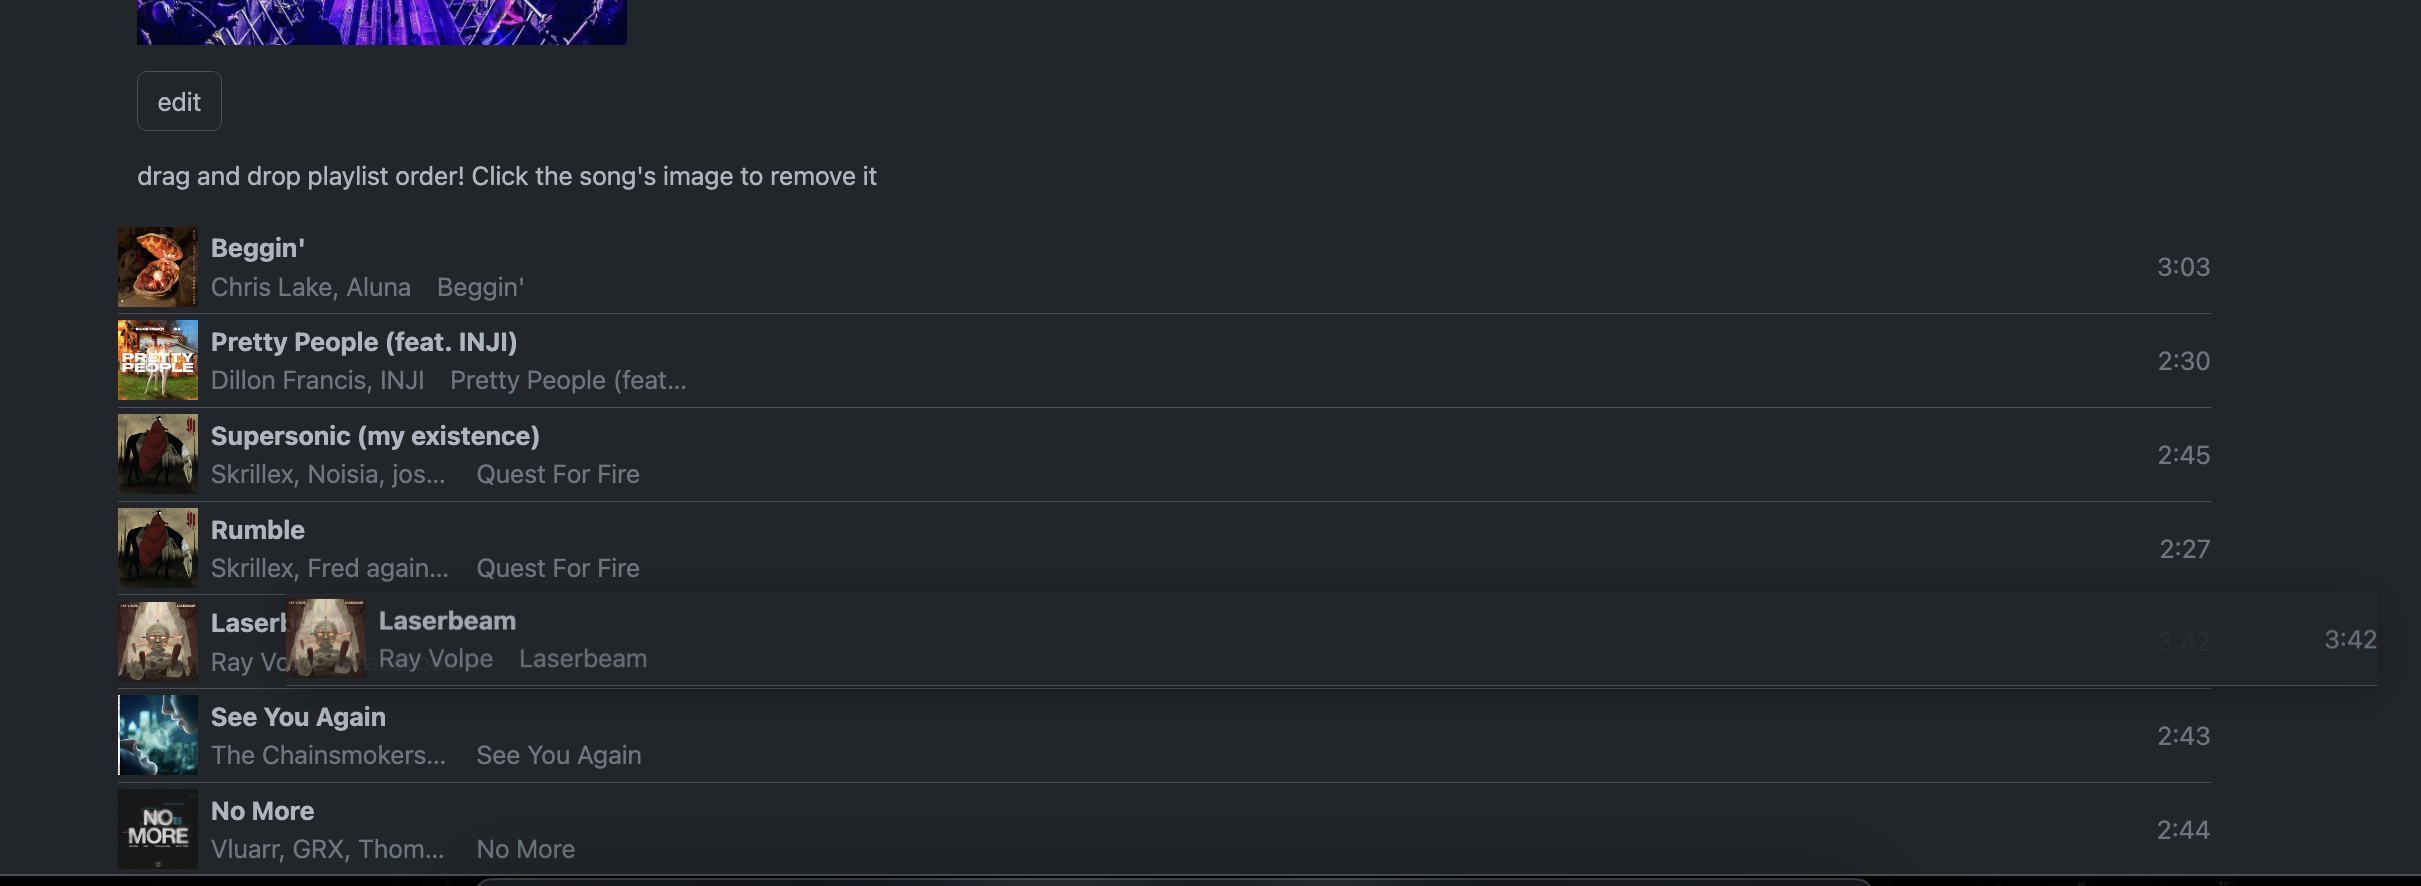 edit
drag and drop playlist order! Click the song's image to remove it
Beggin'
Chris Lake, Aluna Beggin'
3:03
PRETTY
PEOPLE
Pretty People (feat. INJI)
Dillon Francis, INJI Pretty People (feat...
2:30
Supersonic (my existence)
Skrillex, Noisia, jos... Quest For Fire
2:45
Rumble
Skrillex, Fred again... Quest For Fire
2:27
Laserb
Ray Vo
3:42
Laserbeam
Ray Volpe Laserbeam
3:42
See You Again
The Chainsmokers... See You Again
2:43
NO
MORE
No More
Vluarr, GRX, Thom... No More
2:44